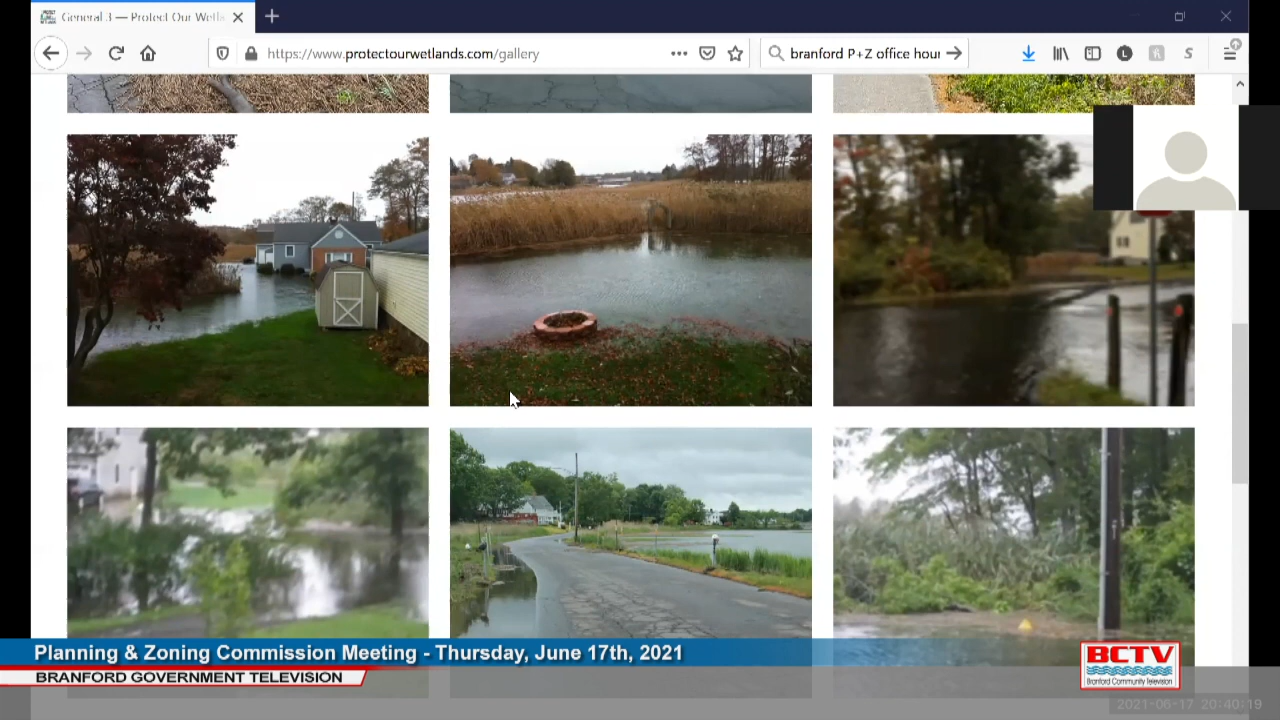 General 3 — Protect Our Wetla
https://www.protectourwetlands.com/gallery
branford P+Z office hour
L
S
Planning & Zoning Commission Meeting - Thursday, June 17th, 2021
BRANFORD GOVERNMENT TELEVISION
BCTV
Branford Community Television
2021-06-17 20:40:19